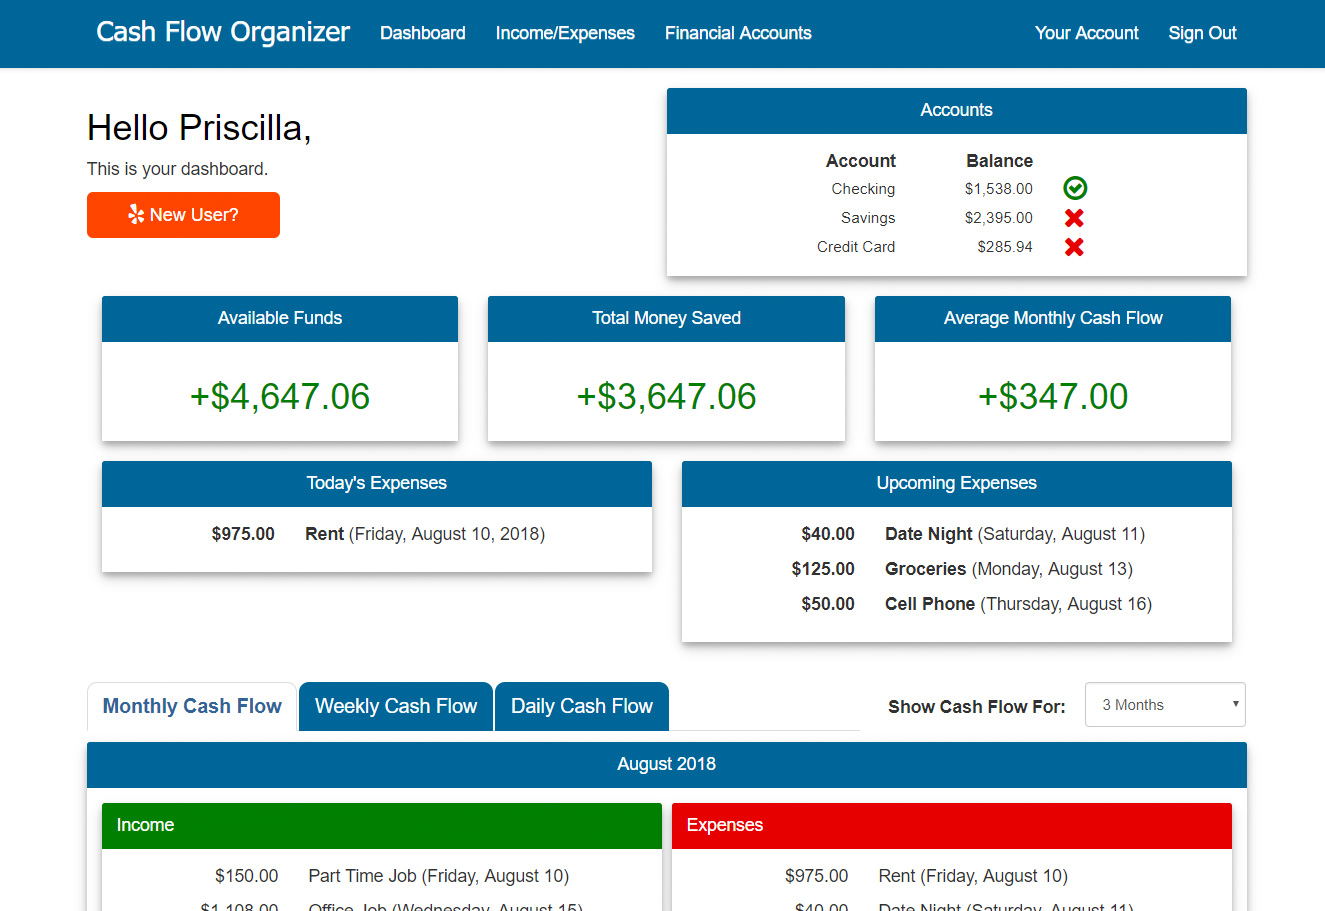 Cash Flow Organizer Dashboard Income/Expenses Financial Accounts Your Account Sign Out
Hello Priscilla,
This is your dashboard.
New User?
Accounts
Account Balance
Checking $1,538.00
Savings $2,395.00
Credit Card $285.94
Available Funds
+$4,647.06
Total Money Saved
+$3,647.06
Average Monthly Cash Flow
+$347.00
Today's Expenses
$975.00 Rent (Friday, August 10, 2018)
Upcoming Expenses
$40.00 Date Night (Saturday, August 11)
$125.00 Groceries (Monday, August 13)
$50.00 Cell Phone (Thursday, August 16)
Monthly Cash Flow Weekly Cash Flow Daily Cash Flow Show Cash Flow For: 3 Months
August 2018
Income
$150.00 Part Time Job (Friday, August 10)
$1,108.00 Office Job (Wednesday, August 15)
Expenses
$975.00 Rent (Friday, August 10)
$40.00 Date Night (Saturday, August 11)